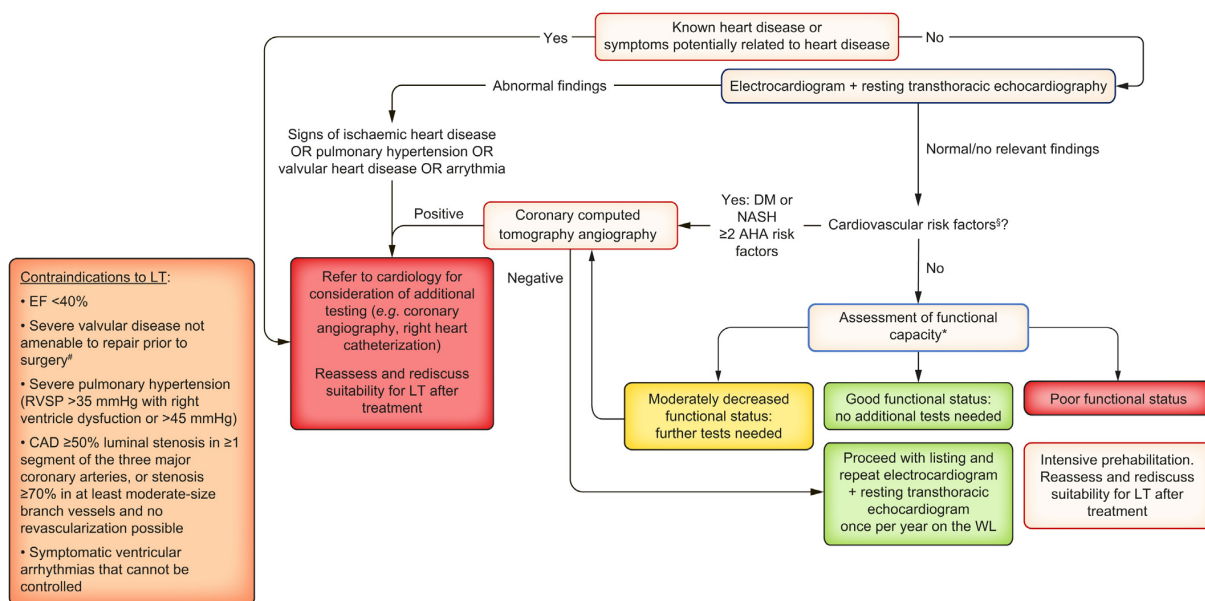 Known heart disease or
symptoms potentially related to heart disease
Yes
No
Electrocardiogram + resting transthoracic echocardiography
Abnormal findings
Signs of ischaemic heart disease
OR pulmonary hypertension OR
valvular heart disease OR arrythmia
Normal/no relevant findings
Positive
Coronary computed
tomography angiography
Yes: DM or
NASH
≥2 AHA risk
factors
Cardiovascular risk factors§?
Negative
No
Contraindications to LT:
• EF <40%
• Severe valvular disease not
amenable to repair prior to
surgery#
• Severe pulmonary hypertension
(RVSP >35 mmHg with right
ventricle dysfuction or >45 mmHg)
• CAD ≥50% luminal stenosis in ≥1
segment of the three major
coronary arteries, or stenosis
≥70% in at least moderate-size
branch vessels and no
revascularization possible
• Symptomatic ventricular
arrhythmias that cannot be
controlled
Refer to cardiology for
consideration of additional
testing (e.g. coronary
angiography, right heart
catheterization)
Reassess and rediscuss
suitability for LT after
treatment
Assessment of functional
capacity*
Moderately decreased
functional status:
further tests needed
Good functional status:
no additional tests needed
Poor functional status
Proceed with listing and
repeat electrocardiogram
+ resting transthoracic
echocardiogram
once per year on the WL
Intensive prehabilitation.
Reassess and rediscuss
suitability for LT after
treatment